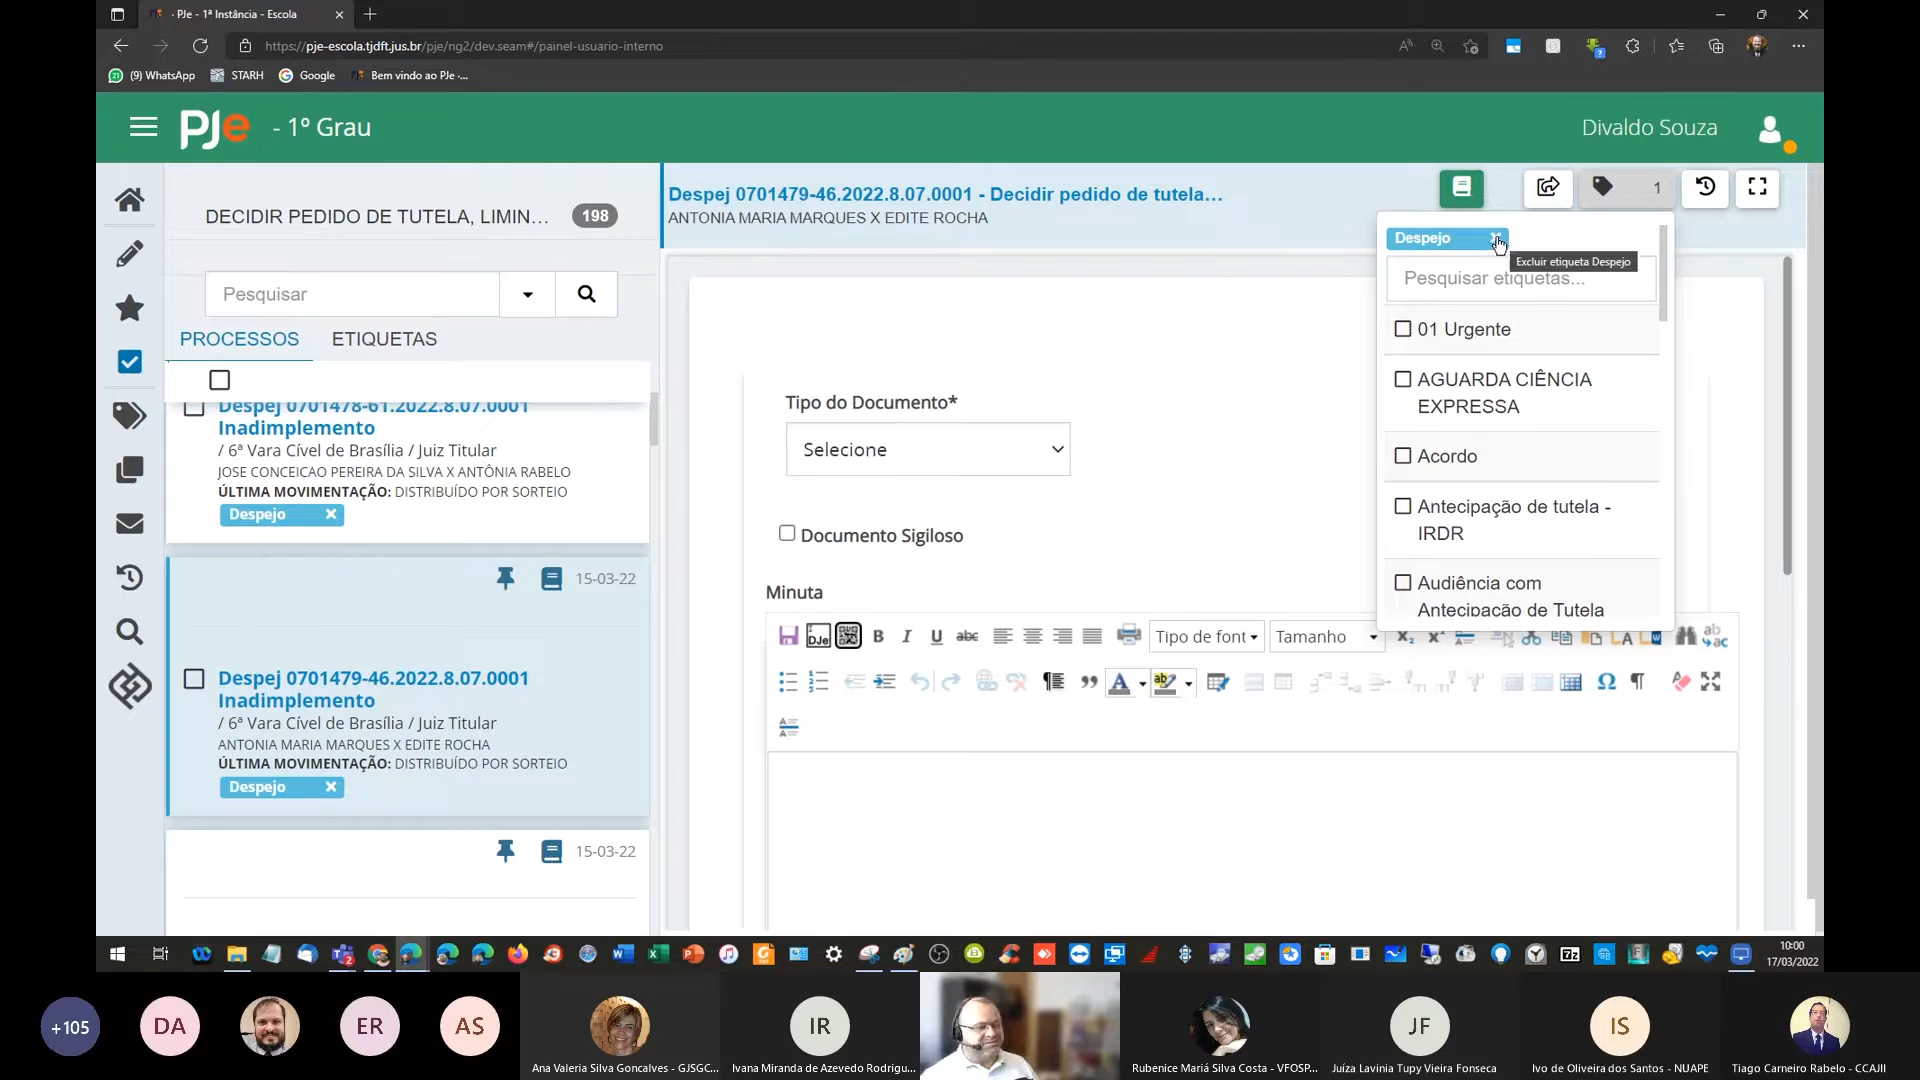 · PJe - 1ª Instância - Escola
https://pje-escola.tjdft.jus.br/pje/ng2/dev.seam#/painel-usuario-interno
(9) WhatsApp
STARH
Google
Bem vindo ao PJe ·...
PJe - 1º Grau
Divaldo Souza
DECIDIR PEDIDO DE TUTELA, LIMIN... 198
Pesquisar
PROCESSOS ETIQUETAS
Despej 0701478-61.2022.8.07.0001
Inadimplemento
/ 6ª Vara Cível de Brasília / Juiz Titular
JOSE CONCEICAO PEREIRA DA SILVA X ANTÔNIA RABELO
ÚLTIMA MOVIMENTAÇÃO: DISTRIBUÍDO POR SORTEIO
Despejo
15-03-22
Despej 0701479-46.2022.8.07.0001
Inadimplemento
/ 6ª Vara Cível de Brasília / Juiz Titular
ANTONIA MARIA MARQUES X EDITE ROCHA
ÚLTIMA MOVIMENTAÇÃO: DISTRIBUÍDO POR SORTEIO
Despejo
15-03-22
Despej 0701479-46.2022.8.07.0001 - Decidir pedido de tutela...
ANTONIA MARIA MARQUES X EDITE ROCHA
1
Despejo
Excluir etiqueta Despejo
Pesquisar etiquetas...
01 Urgente
AGUARDA CIÊNCIA
EXPRESSA
Acordo
Antecipação de tutela -
IRDR
Audiência com
Antecipação de Tutela
Tipo do Documento*
Selecione
Documento Sigiloso
Minuta
Tipo de font
Tamanho
10:00
17/03/2022
+105
DA
ER
AS
Ana Valeria Silva Goncalves - GJSGC...
IR
Ivana Miranda de Azevedo Rodrigu...
Rubenice Mariá Silva Costa - VFOSP...
JF
Juíza Lavinia Tupy Vieira Fonseca
IS
Ivo de Oliveira dos Santos - NUAPE
Tiago Carneiro Rabelo - CCAJII